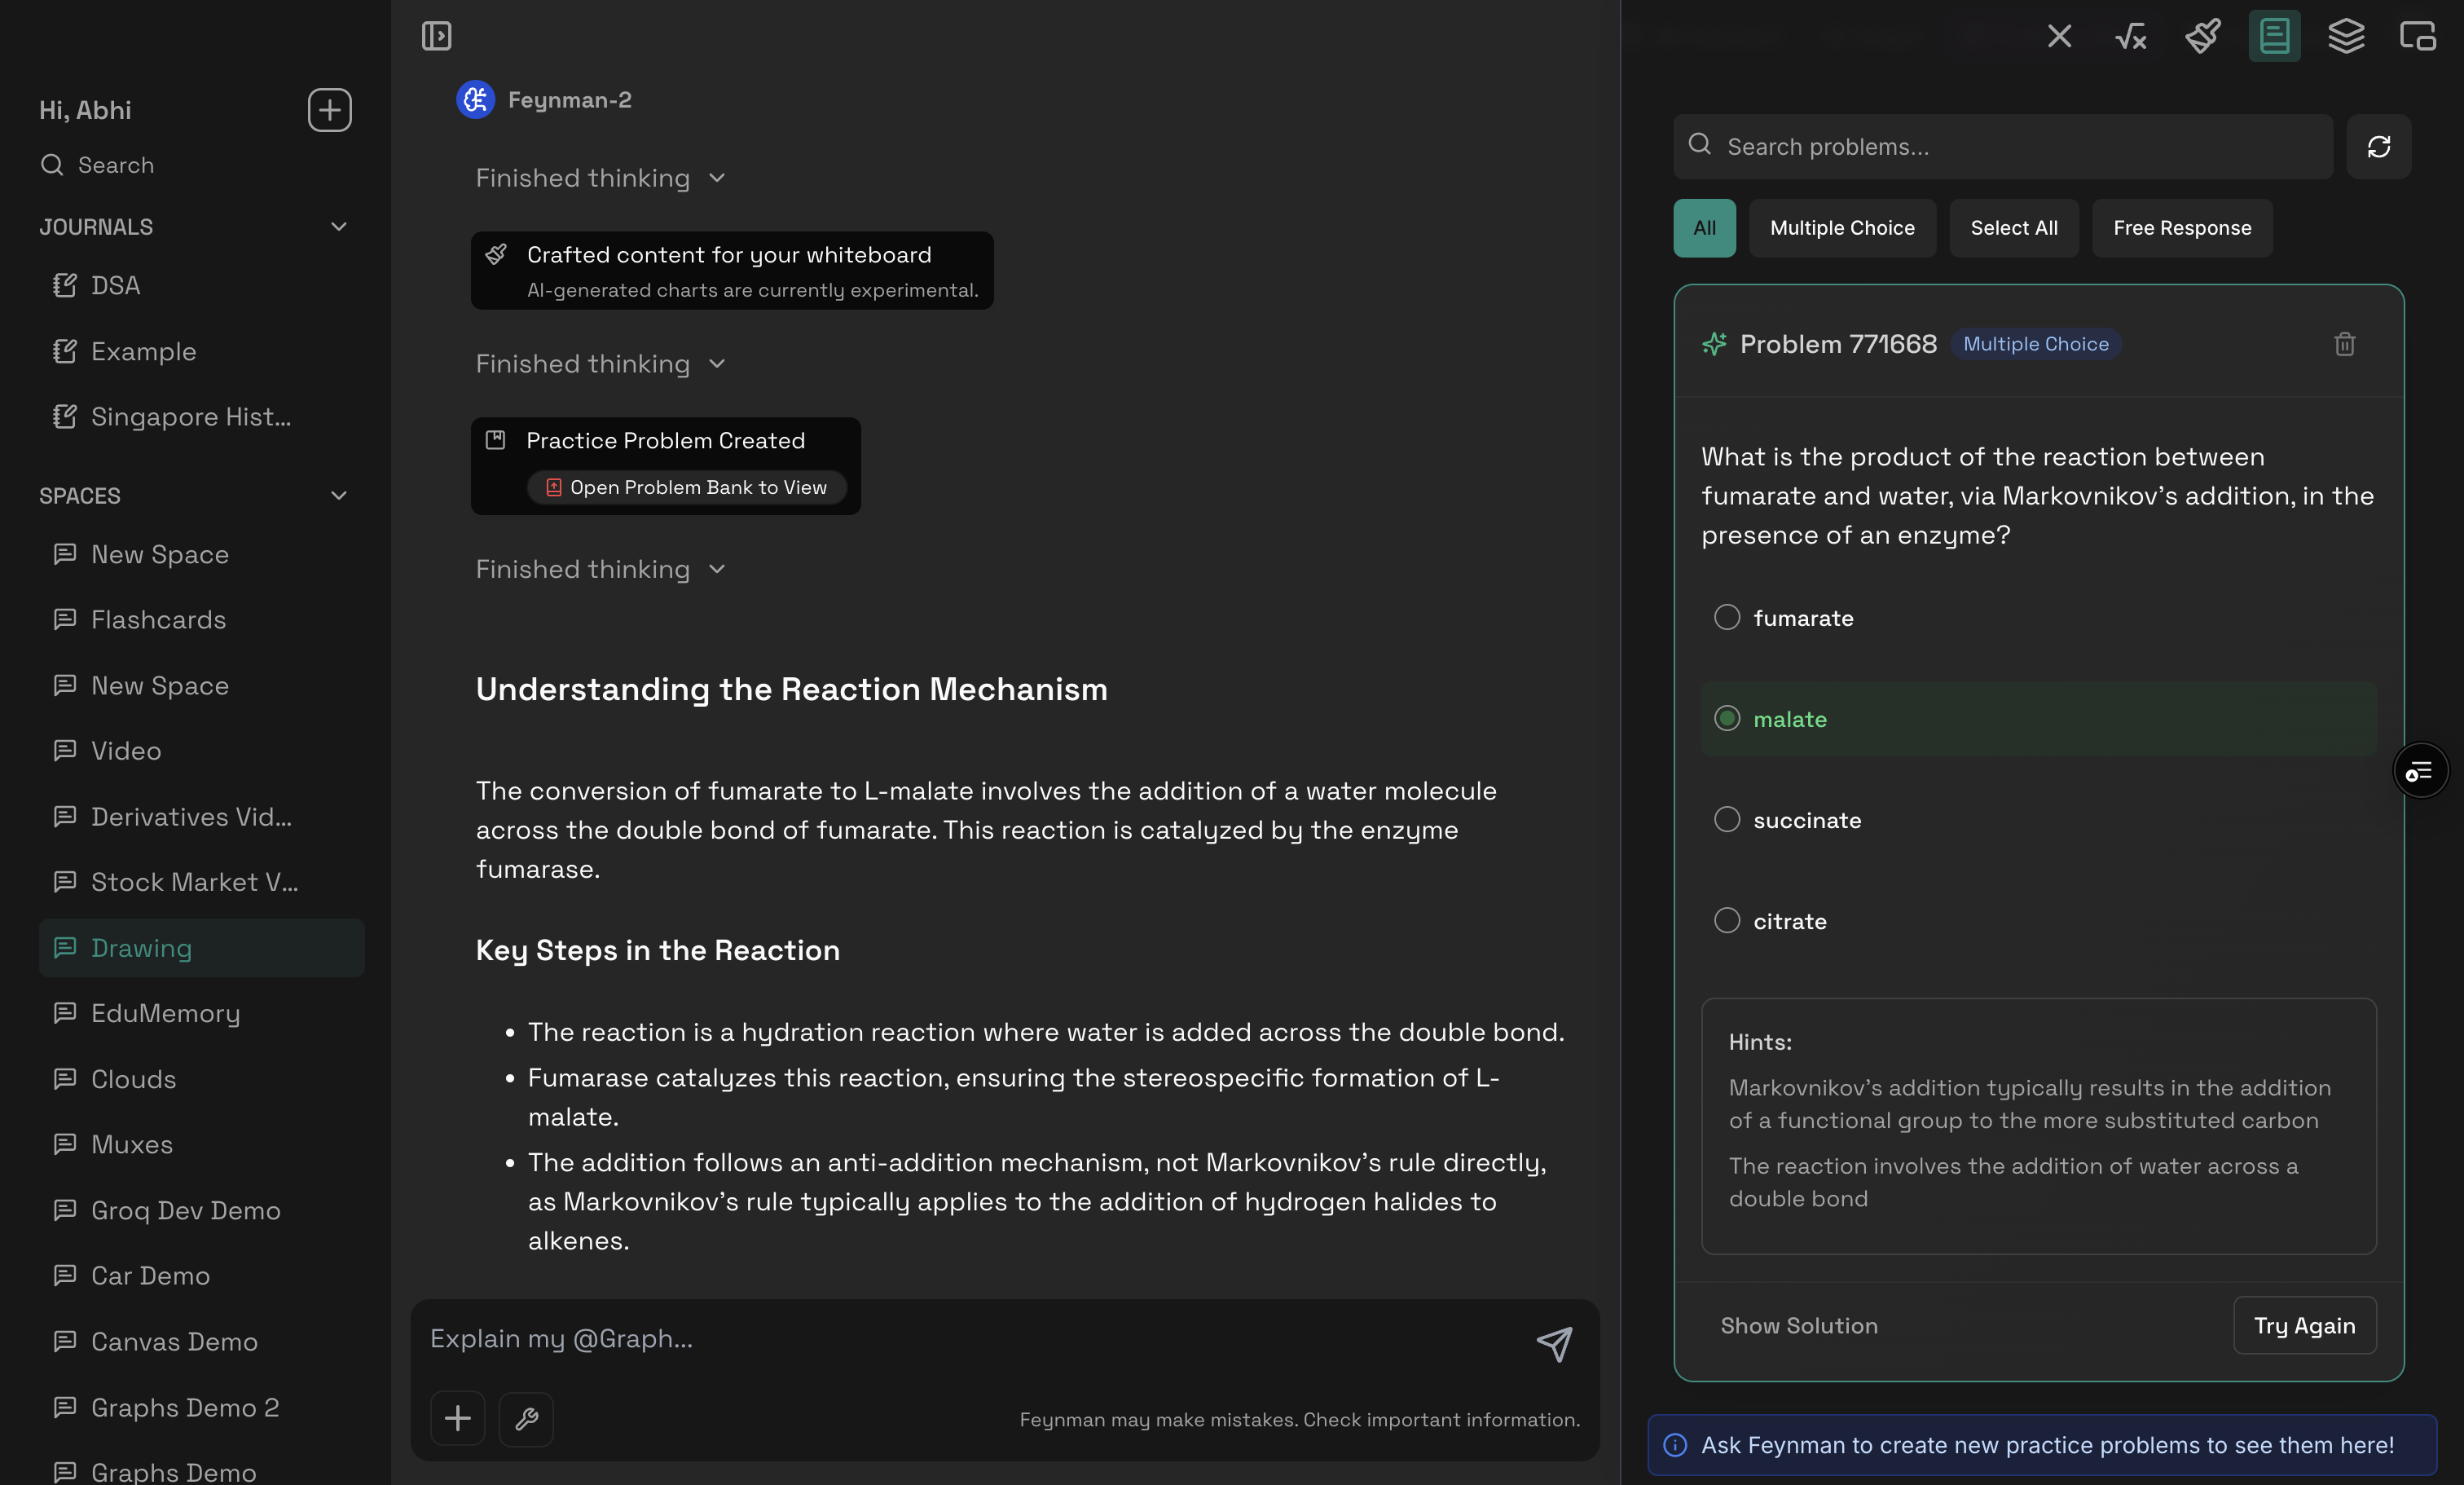 Hi, Abhi
Search
JOURNALS
DSA
Example
Singapore Hist...
SPACES
New Space
Flashcards
New Space
Video
Derivatives Vid...
Stock Market V...
Drawing
EduMemory
Clouds
Muxes
Groq Dev Demo
Car Demo
Canvas Demo
Graphs Demo 2
Graphs Demo
Feynman-2
Finished thinking
Crafted content for your whiteboard
AI-generated charts are currently experimental.
Finished thinking
Practice Problem Created
Open Problem Bank to View
Finished thinking
Understanding the Reaction Mechanism
The conversion of fumarate to L-malate involves the addition of a water molecule
across the double bond of fumarate. This reaction is catalyzed by the enzyme
fumarase.
Key Steps in the Reaction
• The reaction is a hydration reaction where water is added across the double bond.
• Fumarase catalyzes this reaction, ensuring the stereospecific formation of L-
malate.
• The addition follows an anti-addition mechanism, not Markovnikov's rule directly,
as Markovnikov's rule typically applies to the addition of hydrogen halides to
alkenes.
Explain my @Graph...
Feynman may make mistakes. Check important information.
√x
Search problems...
All
Multiple Choice
Select All
Free Response
Problem 771668
Multiple Choice
What is the product of the reaction between
fumarate and water, via Markovnikov's addition, in the
presence of an enzyme?
fumarate
malate
succinate
citrate
Hints:
Markovnikov's addition typically results in the addition
of a functional group to the more substituted carbon
The reaction involves the addition of water across a
double bond
Show Solution
Try Again
Ask Feynman to create new practice problems to see them here!